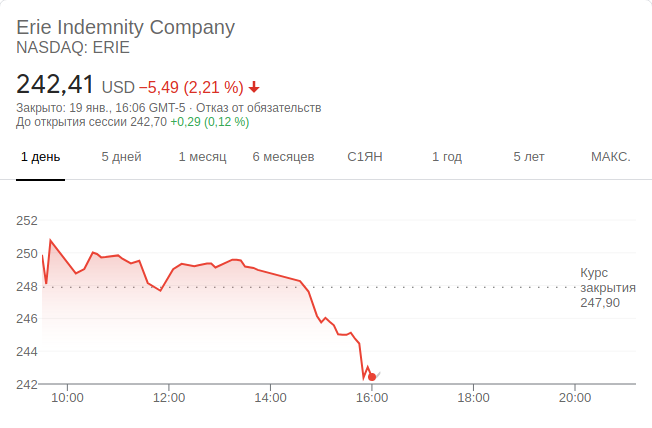 Erie Indemnity Company
NASDAQ: ERIE
242,41 USD −5,49 (2,21 %)
Закрыто: 19 янв., 16:06 GMT-5 · Отказ от обязательств
До открытия сессии 242,70 +0,29 (0,12 %)
1 день 5 дней 1 месяц 6 месяцев С1ЯН 1 год 5 лет МАКС.
252
250
248
246
244
242
Курс
закрытия
247,90
10:00 12:00 14:00 16:00 18:00 20:00